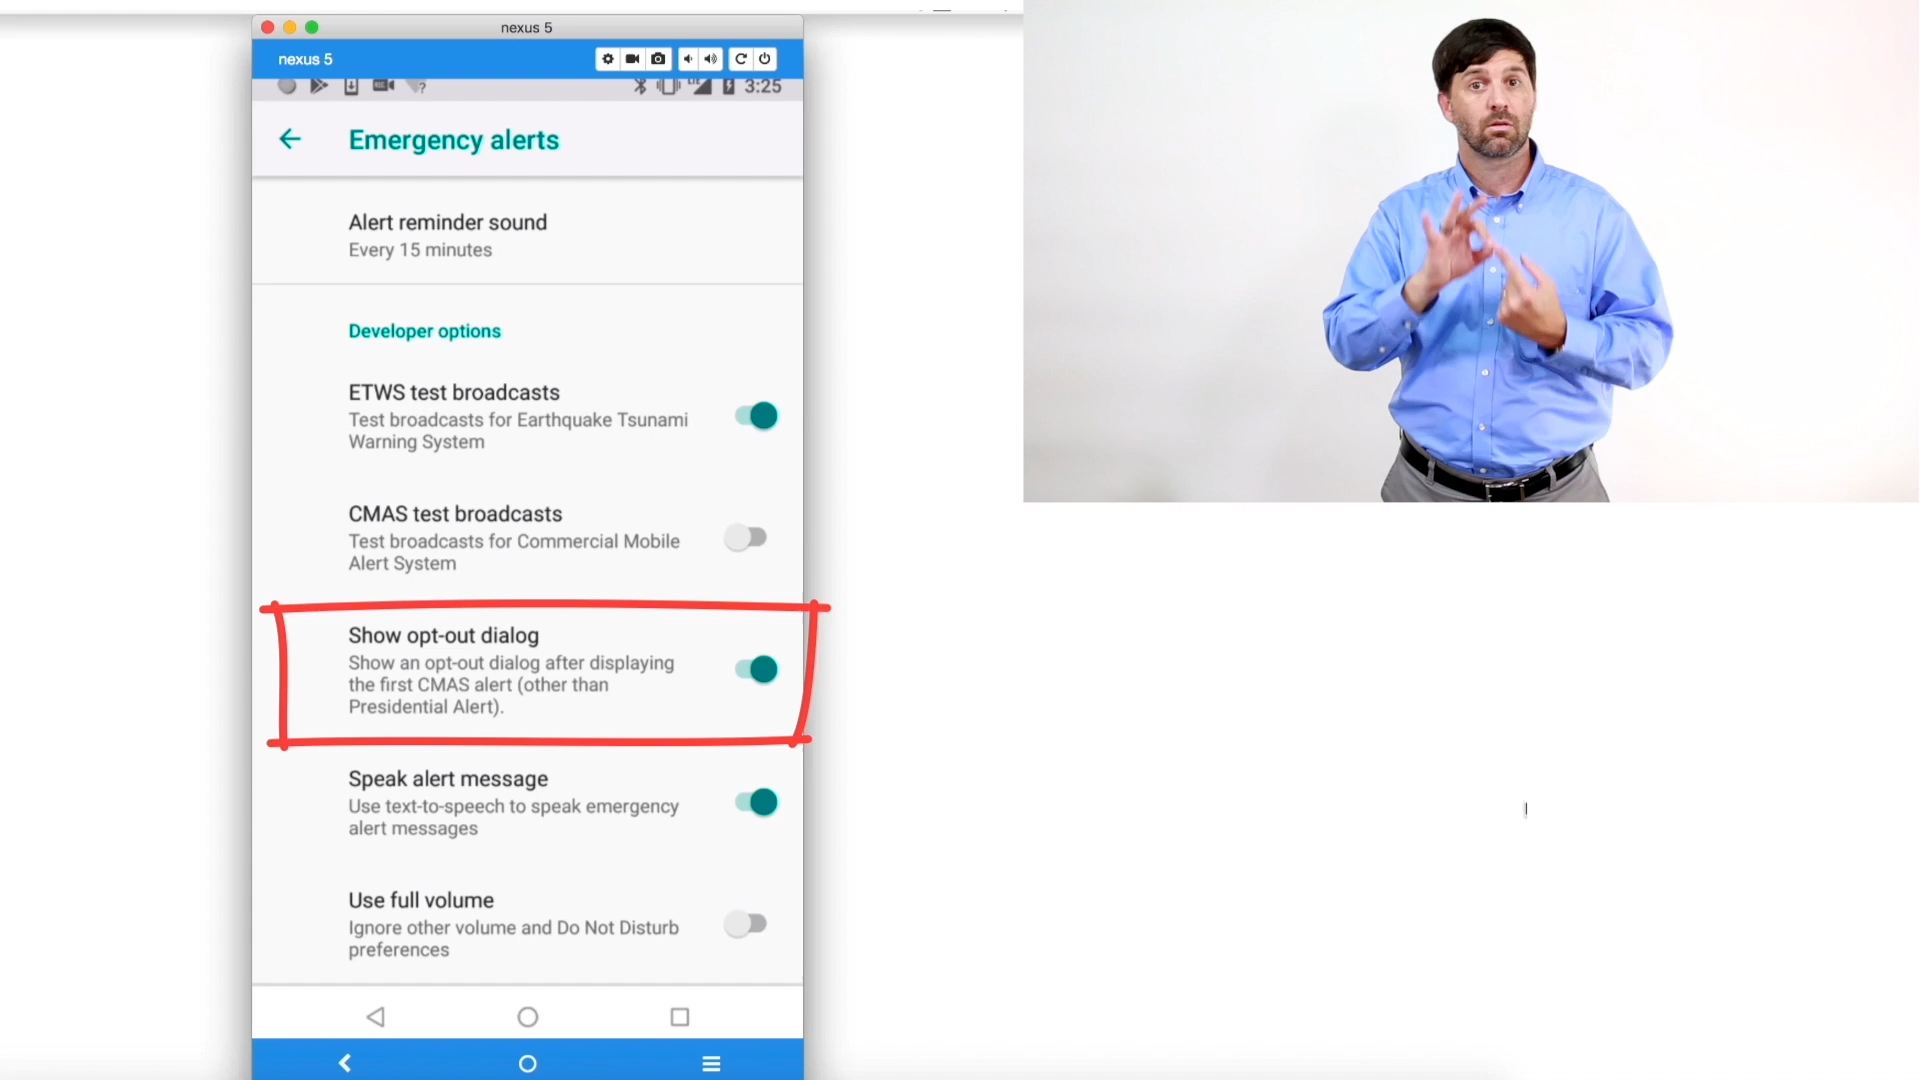 nexus 5
nexus 5
3:25
Emergency alerts
Alert reminder sound
Every 15 minutes
Developer options
ETWS test broadcasts
Test broadcasts for Earthquake Tsunami
Warning System
CMAS test broadcasts
Test broadcasts for Commercial Mobile
Alert System
Show opt-out dialog
Show an opt-out dialog after displaying
the first CMAS alert (other than
Presidential Alert).
Speak alert message
Use text-to-speech to speak emergency
alert messages
Use full volume
Ignore other volume and Do Not Disturb
preferences